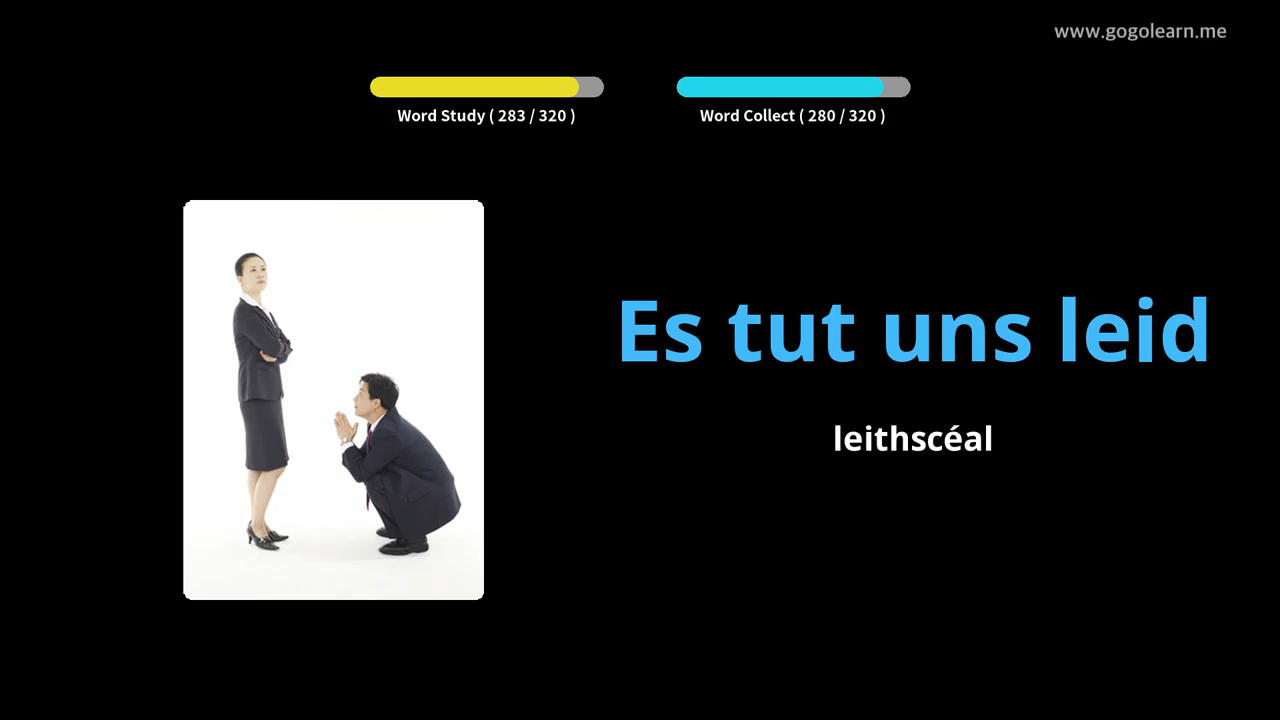 www.gogolearn.me
Word Study ( 283 / 320 )
Word Collect ( 280 / 320 )
Es tut uns leid
leithscéal